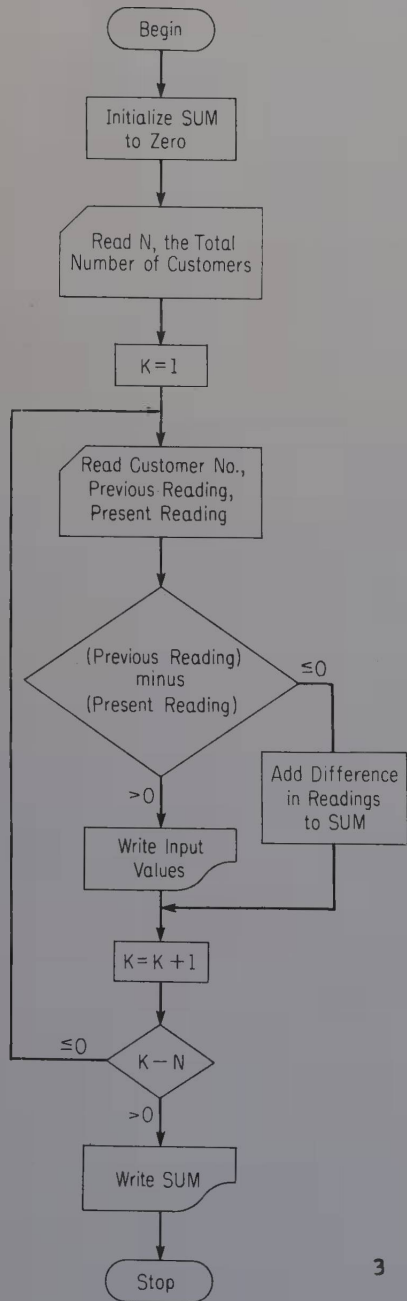 Begin
Initialize SUM
to Zero
Read N, the Total
Number of Customers
K=1
Read Customer No.,
Previous Reading,
Present Reading
(Previous Reading)
minus
(Present Reading)
≤0
>0
Add Difference
in Readings
to SUM
Write Input
Values
K=K+1
≤0
K-N
>0
Write SUM
Stop
3